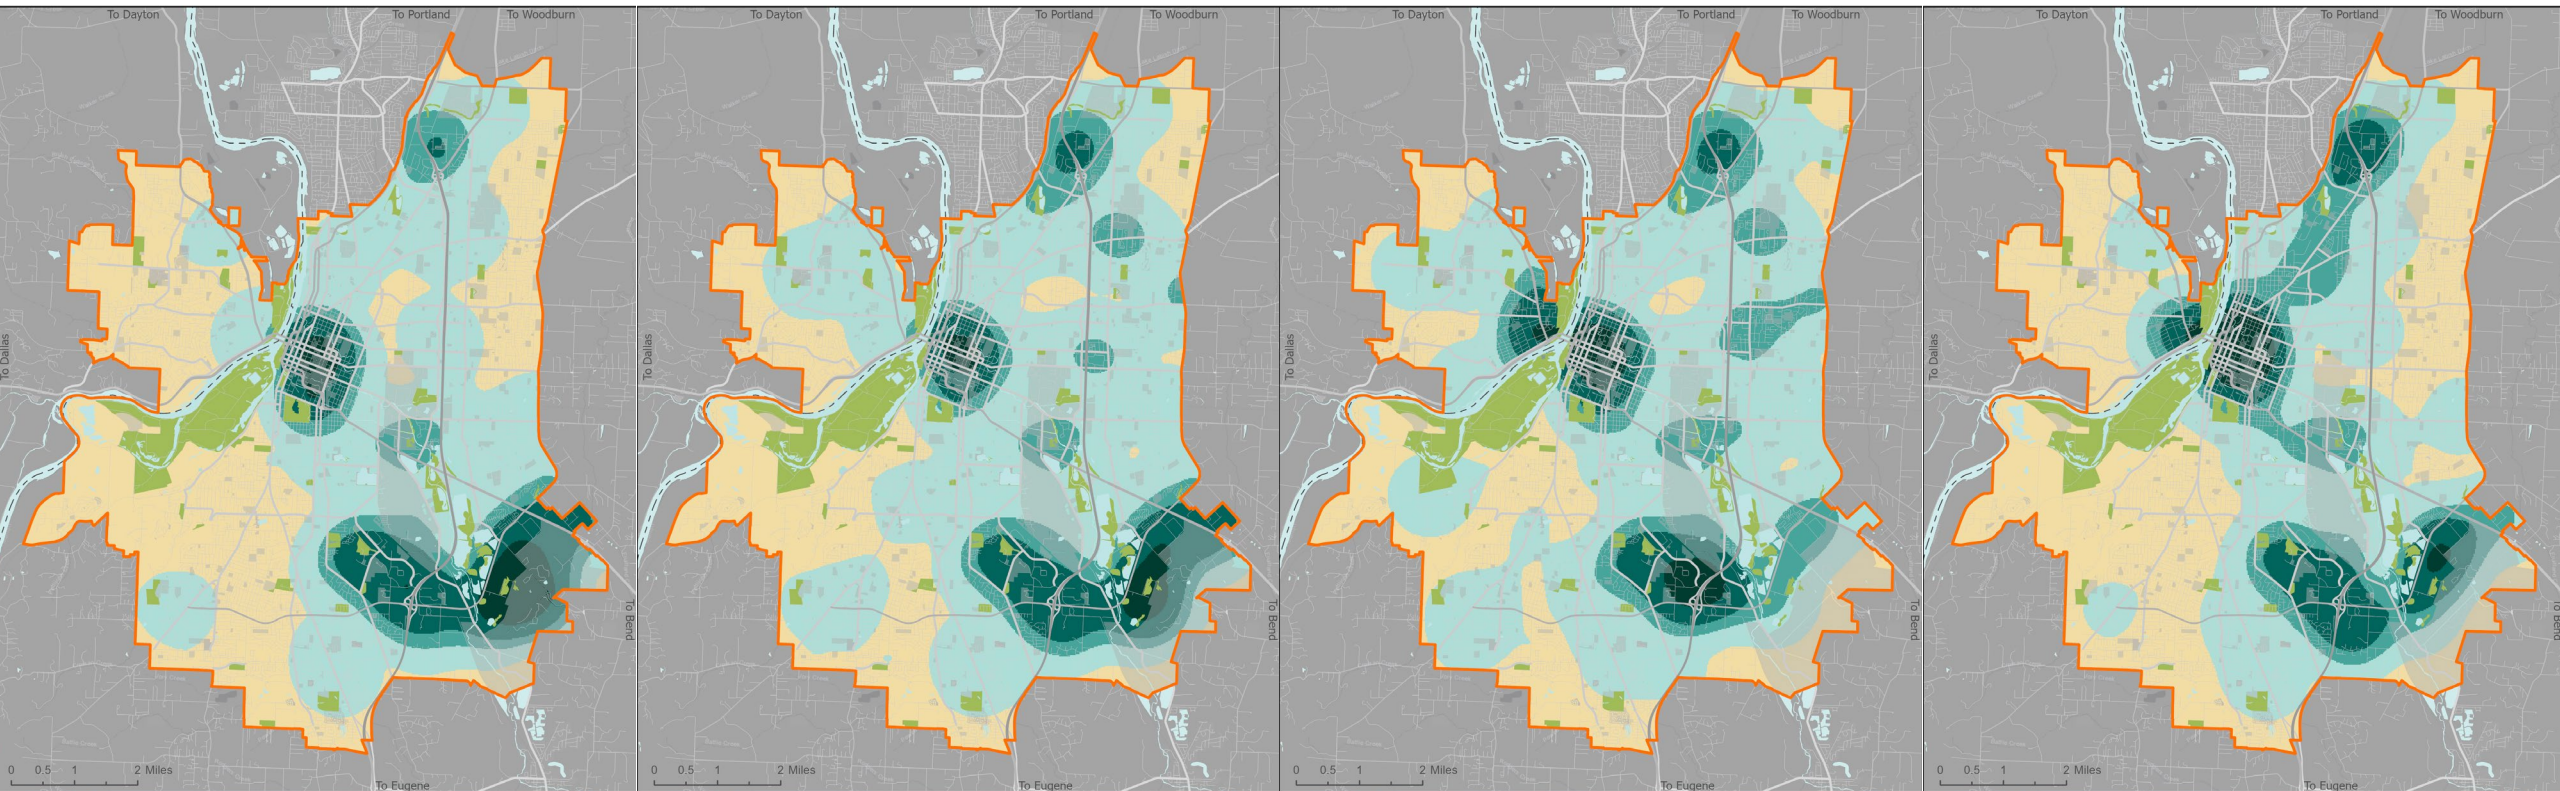 To Dayton
To Portland
To Woodburn
To Dallas
To Bend
0 0.5 1 2 Miles
To Eugene
To Dayton
To Portland
To Woodburn
To Dallas
To Bend
0 0.5 1 2 Miles
To Eugene
To Dayton
To Portland
To Woodburn
To Dallas
To Bend
0 0.5 1 2 Miles
To Eugene
To Dayton
To Portland
To Woodburn
To Dallas
To Bend
0 0.5 1 2 Miles
To Eugene